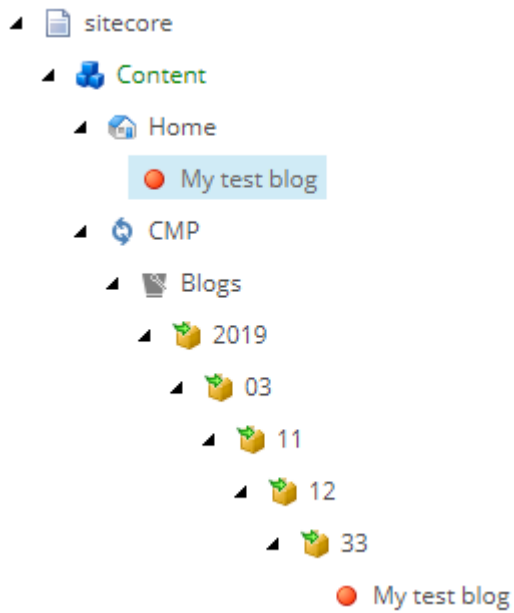 sitecore
Content
Home
My test blog
CMP
Blogs
2019
03
11
12
33
My test blog